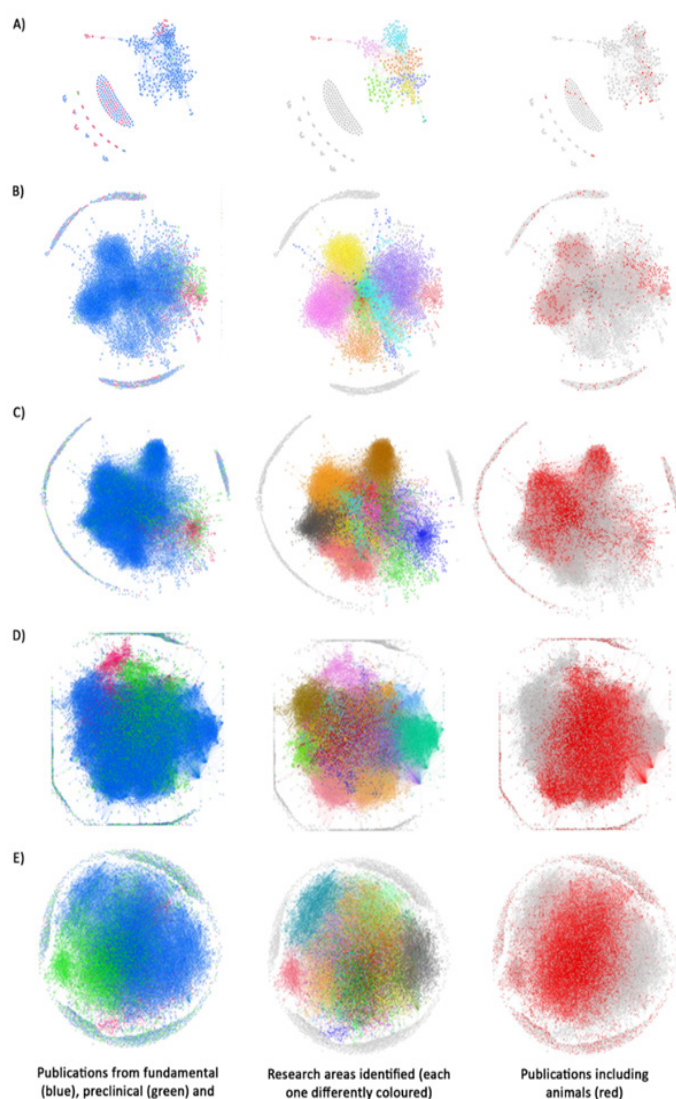 A)
B)
C)
D)
E)
Publications from fundamental
(blue), preclinical (green) and
Research areas identified (each
one differently coloured)
Publications including
animals (red)